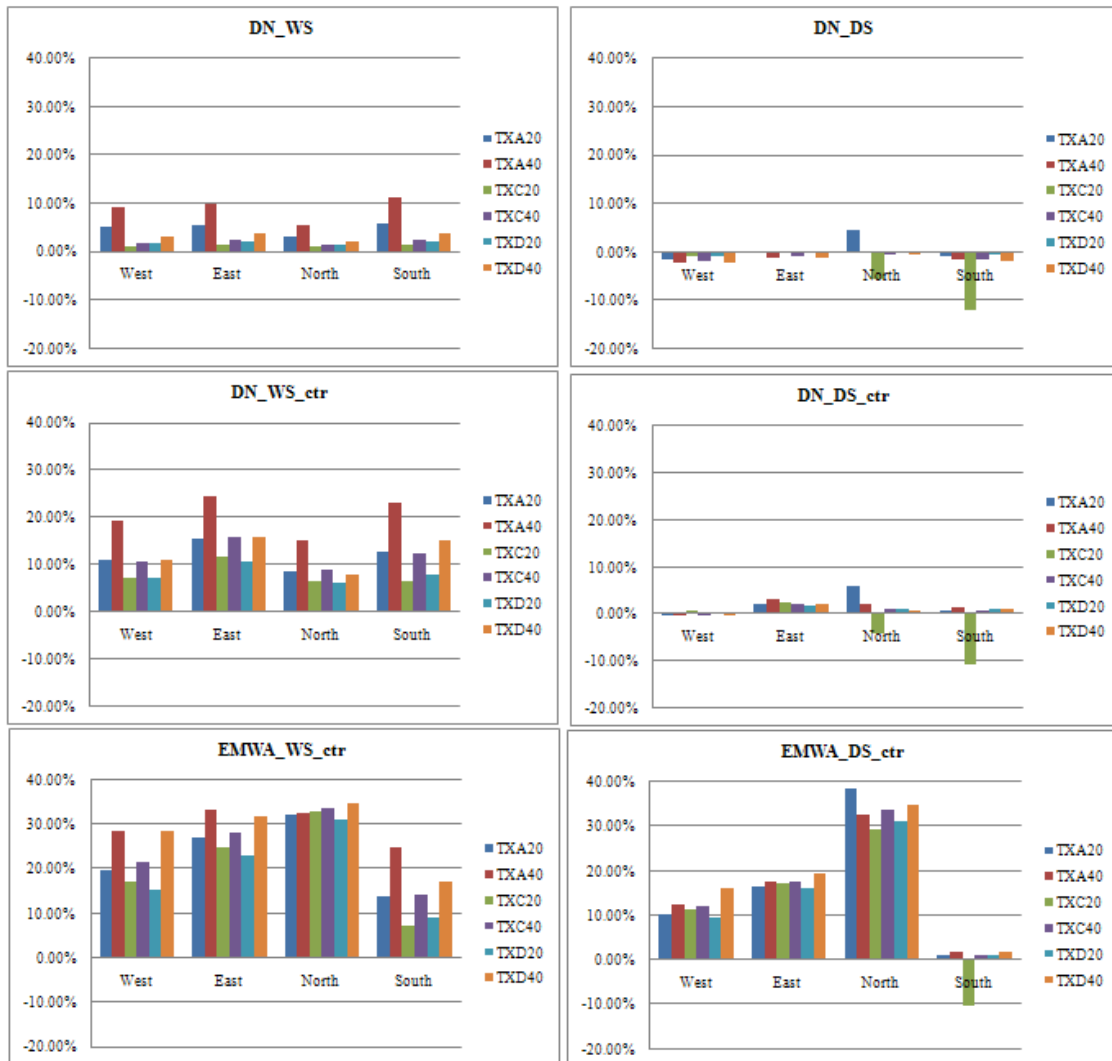 DN_WS
40.00%
30.00%
20.00%
10.00%
0.00%
-10.00%
-20.00%
West East North South
TXA20
TXA40
TXC20
TXC40
TXD20
TXD40
DN_DS
40.00%
30.00%
20.00%
10.00%
0.00%
-10.00%
-20.00%
West East North South
TXA20
TXA40
TXC20
TXC40
TXD20
TXD40
DN_WS_ctr
40.00%
30.00%
20.00%
10.00%
0.00%
-10.00%
-20.00%
West East North South
TXA20
TXA40
TXC20
TXC40
TXD20
TXD40
DN_DS_ctr
40.00%
30.00%
20.00%
10.00%
0.00%
-10.00%
-20.00%
West East North South
TXA20
TXA40
TXC20
TXC40
TXD20
TXD40
EMWA_WS_ctr
40.00%
30.00%
20.00%
10.00%
0.00%
-10.00%
-20.00%
West East North South
TXA20
TXA40
TXC20
TXC40
TXD20
TXD40
EMWA_DS_ctr
40.00%
30.00%
20.00%
10.00%
0.00%
-10.00%
-20.00%
West East North South
TXA20
TXA40
TXC20
TXC40
TXD20
TXD40